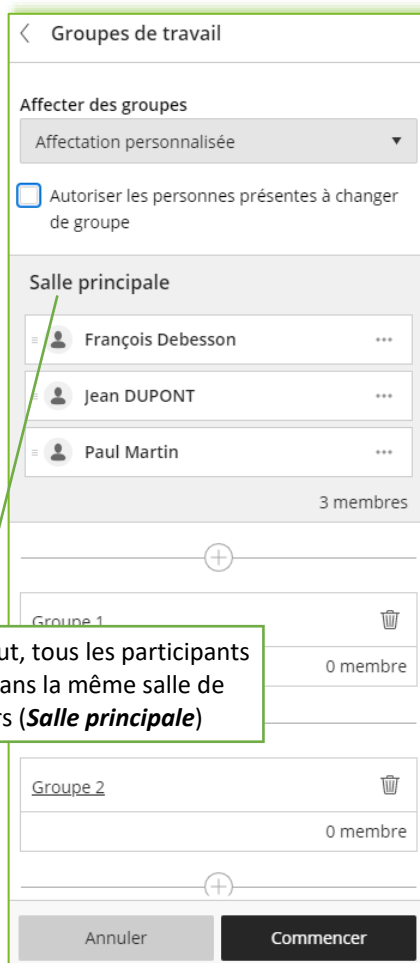 Groupes de travail
Affecter des groupes
Affectation personnalisée
Autoriser les personnes présentes à changer
de groupe
Salle principale
François Debesson
Jean DUPONT
Paul Martin
3 membres
Groupe 1
0 membre
ut, tous les participants
ans la même salle de
rs (Salle principale)
Groupe 2
0 membre
Annuler
Commencer